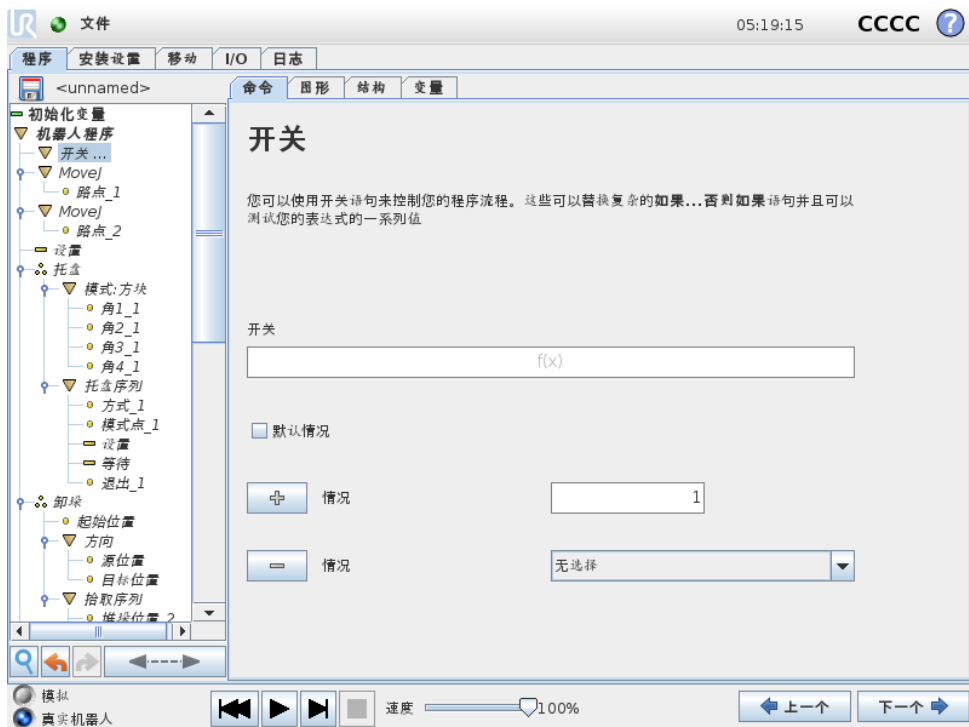 UR 文件 05:19:15 CCCC ?
程序 安装设置 移动 I/O 日志
<unnamed>
命令 图形 结构 变量
初始化变量
机器人程序
开关 ...
MoveJ
路点_1
MoveJ
路点_2
设置
托盘
模式:方块
角1_1
角2_1
角3_1
角4_1
托盘序列
方式_1
模式点_1
设置
等待
退出_1
卸垛
起始位置
方向
源位置
目标位置
拾取序列
堆垛位置_2
开关
您可以使用开关语句来控制您的程序流程。这些可以替换复杂的如果...否则如果语句并且可以
测试您的表达式的一系列值
开关
f(x)
默认情况
情况 1
情况 无选择
模拟
真实机器人
速度 100%
上一个 下一个